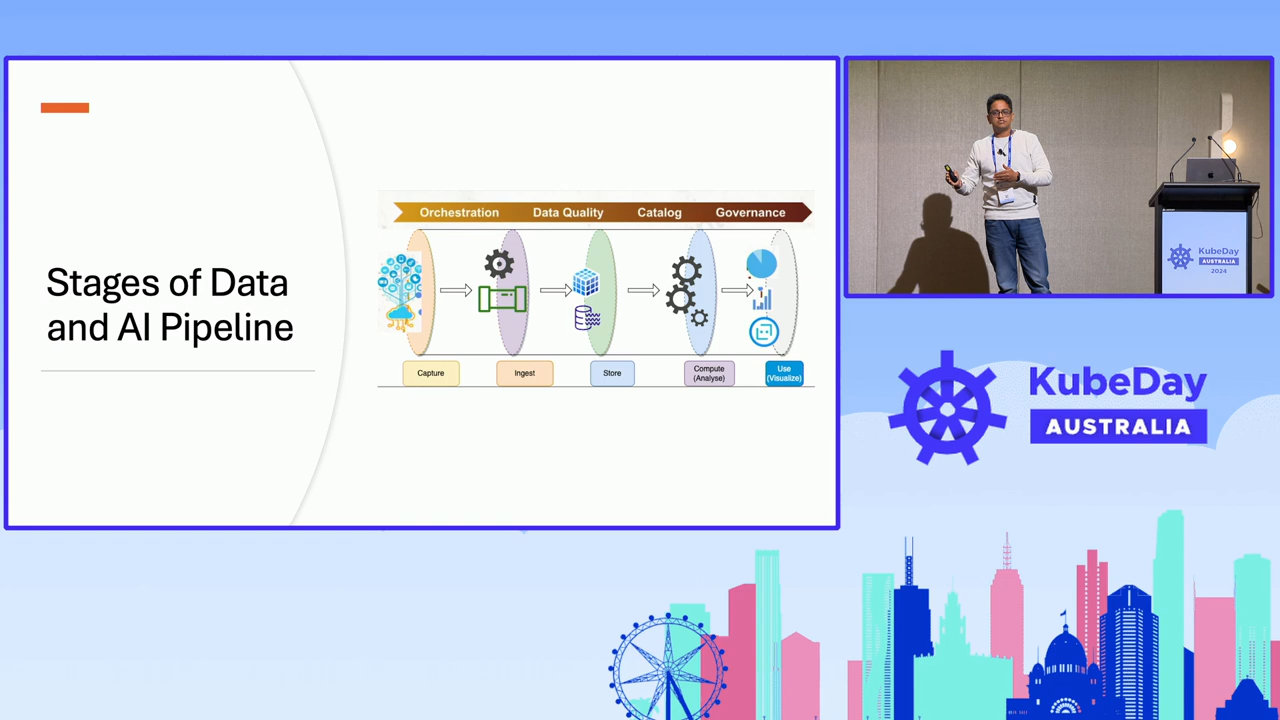 Stages of Data
and AI Pipeline
Orchestration Data Quality Catalog Governance
Capture
Ingest
Store
Compute
(Analyse)
Use
(Visualize)
KubeDay
AUSTRALIA
2024
KubeDay
AUSTRALIA